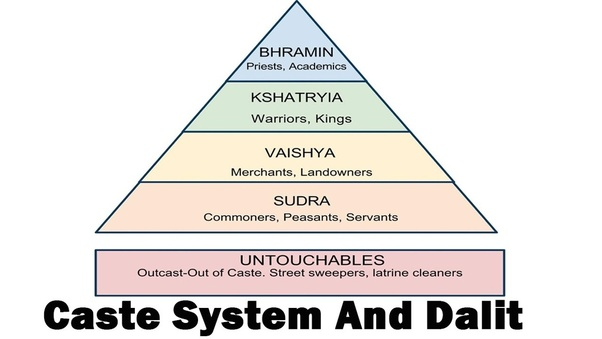 BHRAMIN
Priests, Academics
KSHATRYIA
Warriors, Kings
VAISHYA
Merchants, Landowners
SUDRA
Commoners, Peasants, Servants
UNTOUCHABLES
Outcast-Out of Caste. Street sweepers, latrine cleaners
Caste System And Dalit